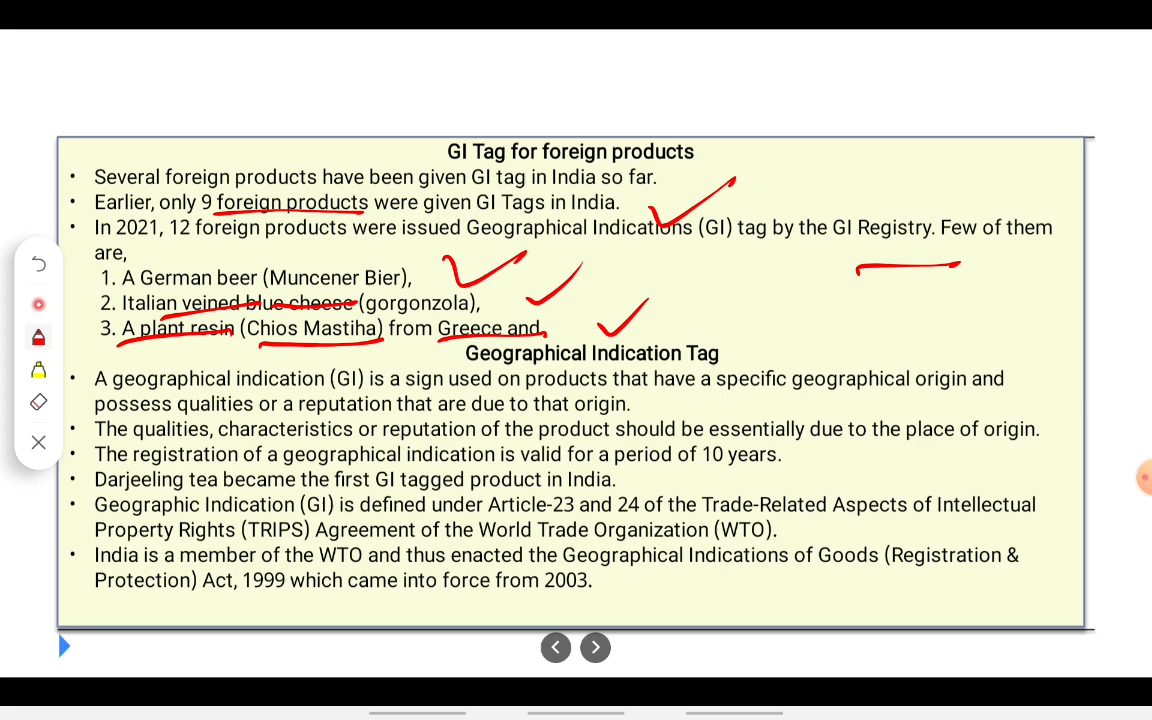 GI Tag for foreign products
• Several foreign products have been given GI tag in India so far.
• Earlier, only 9 foreign products were given GI Tags in India.
• In 2021, 12 foreign products were issued Geographical Indications (GI) tag by the GI Registry. Few of them
are,
1. A German beer (Muncener Bier),
2. Italian veined blue cheese (gorgonzola),
3. A plant resin (Chios Mastiha) from Greece and
Geographical Indication Tag
• A geographical indication (GI) is a sign used on products that have a specific geographical origin and
possess qualities or a reputation that are due to that origin.
• The qualities, characteristics or reputation of the product should be essentially due to the place of origin.
• The registration of a geographical indication is valid for a period of 10 years.
• Darjeeling tea became the first GI tagged product in India.
• Geographic Indication (GI) is defined under Article-23 and 24 of the Trade-Related Aspects of Intellectual
Property Rights (TRIPS) Agreement of the World Trade Organization (WTO).
• India is a member of the WTO and thus enacted the Geographical Indications of Goods (Registration &
Protection) Act, 1999 which came into force from 2003.